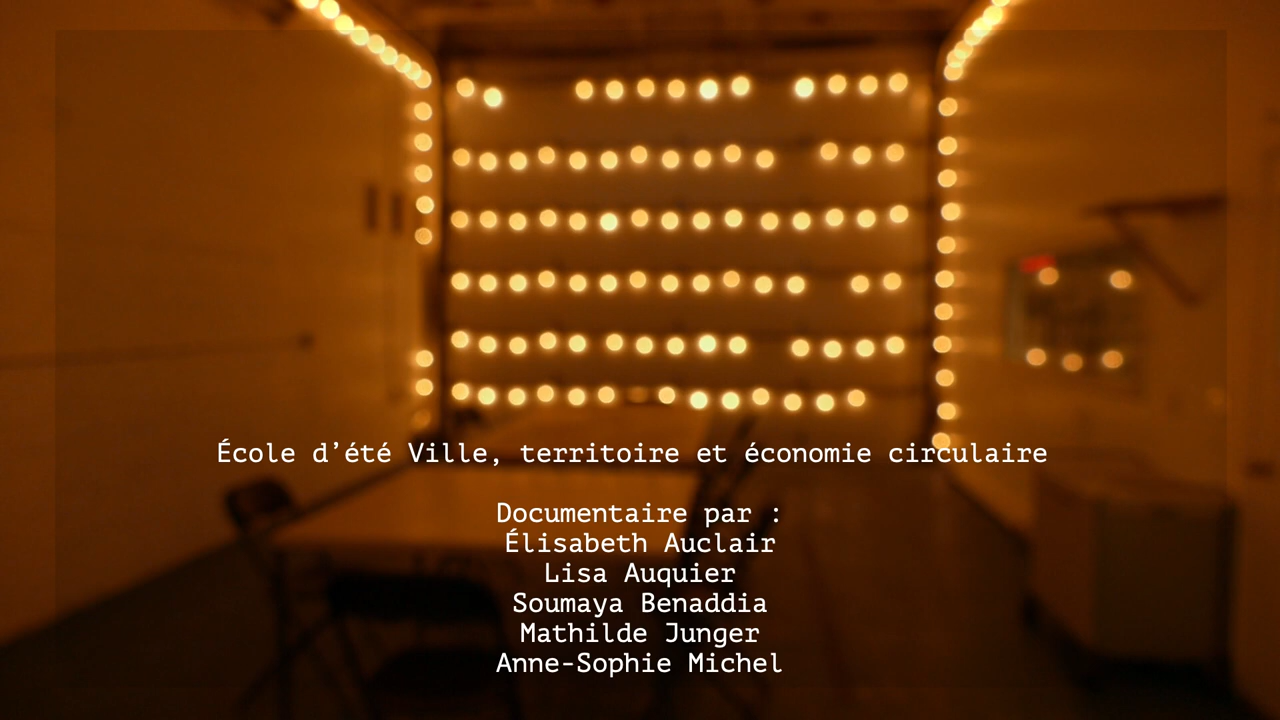 École d’été Ville, territoire et économie circulaire
Documentaire par :
Élisabeth Auclair
Lisa Auquier
Soumaya Benaddia
Mathilde Junger
Anne-Sophie Michel